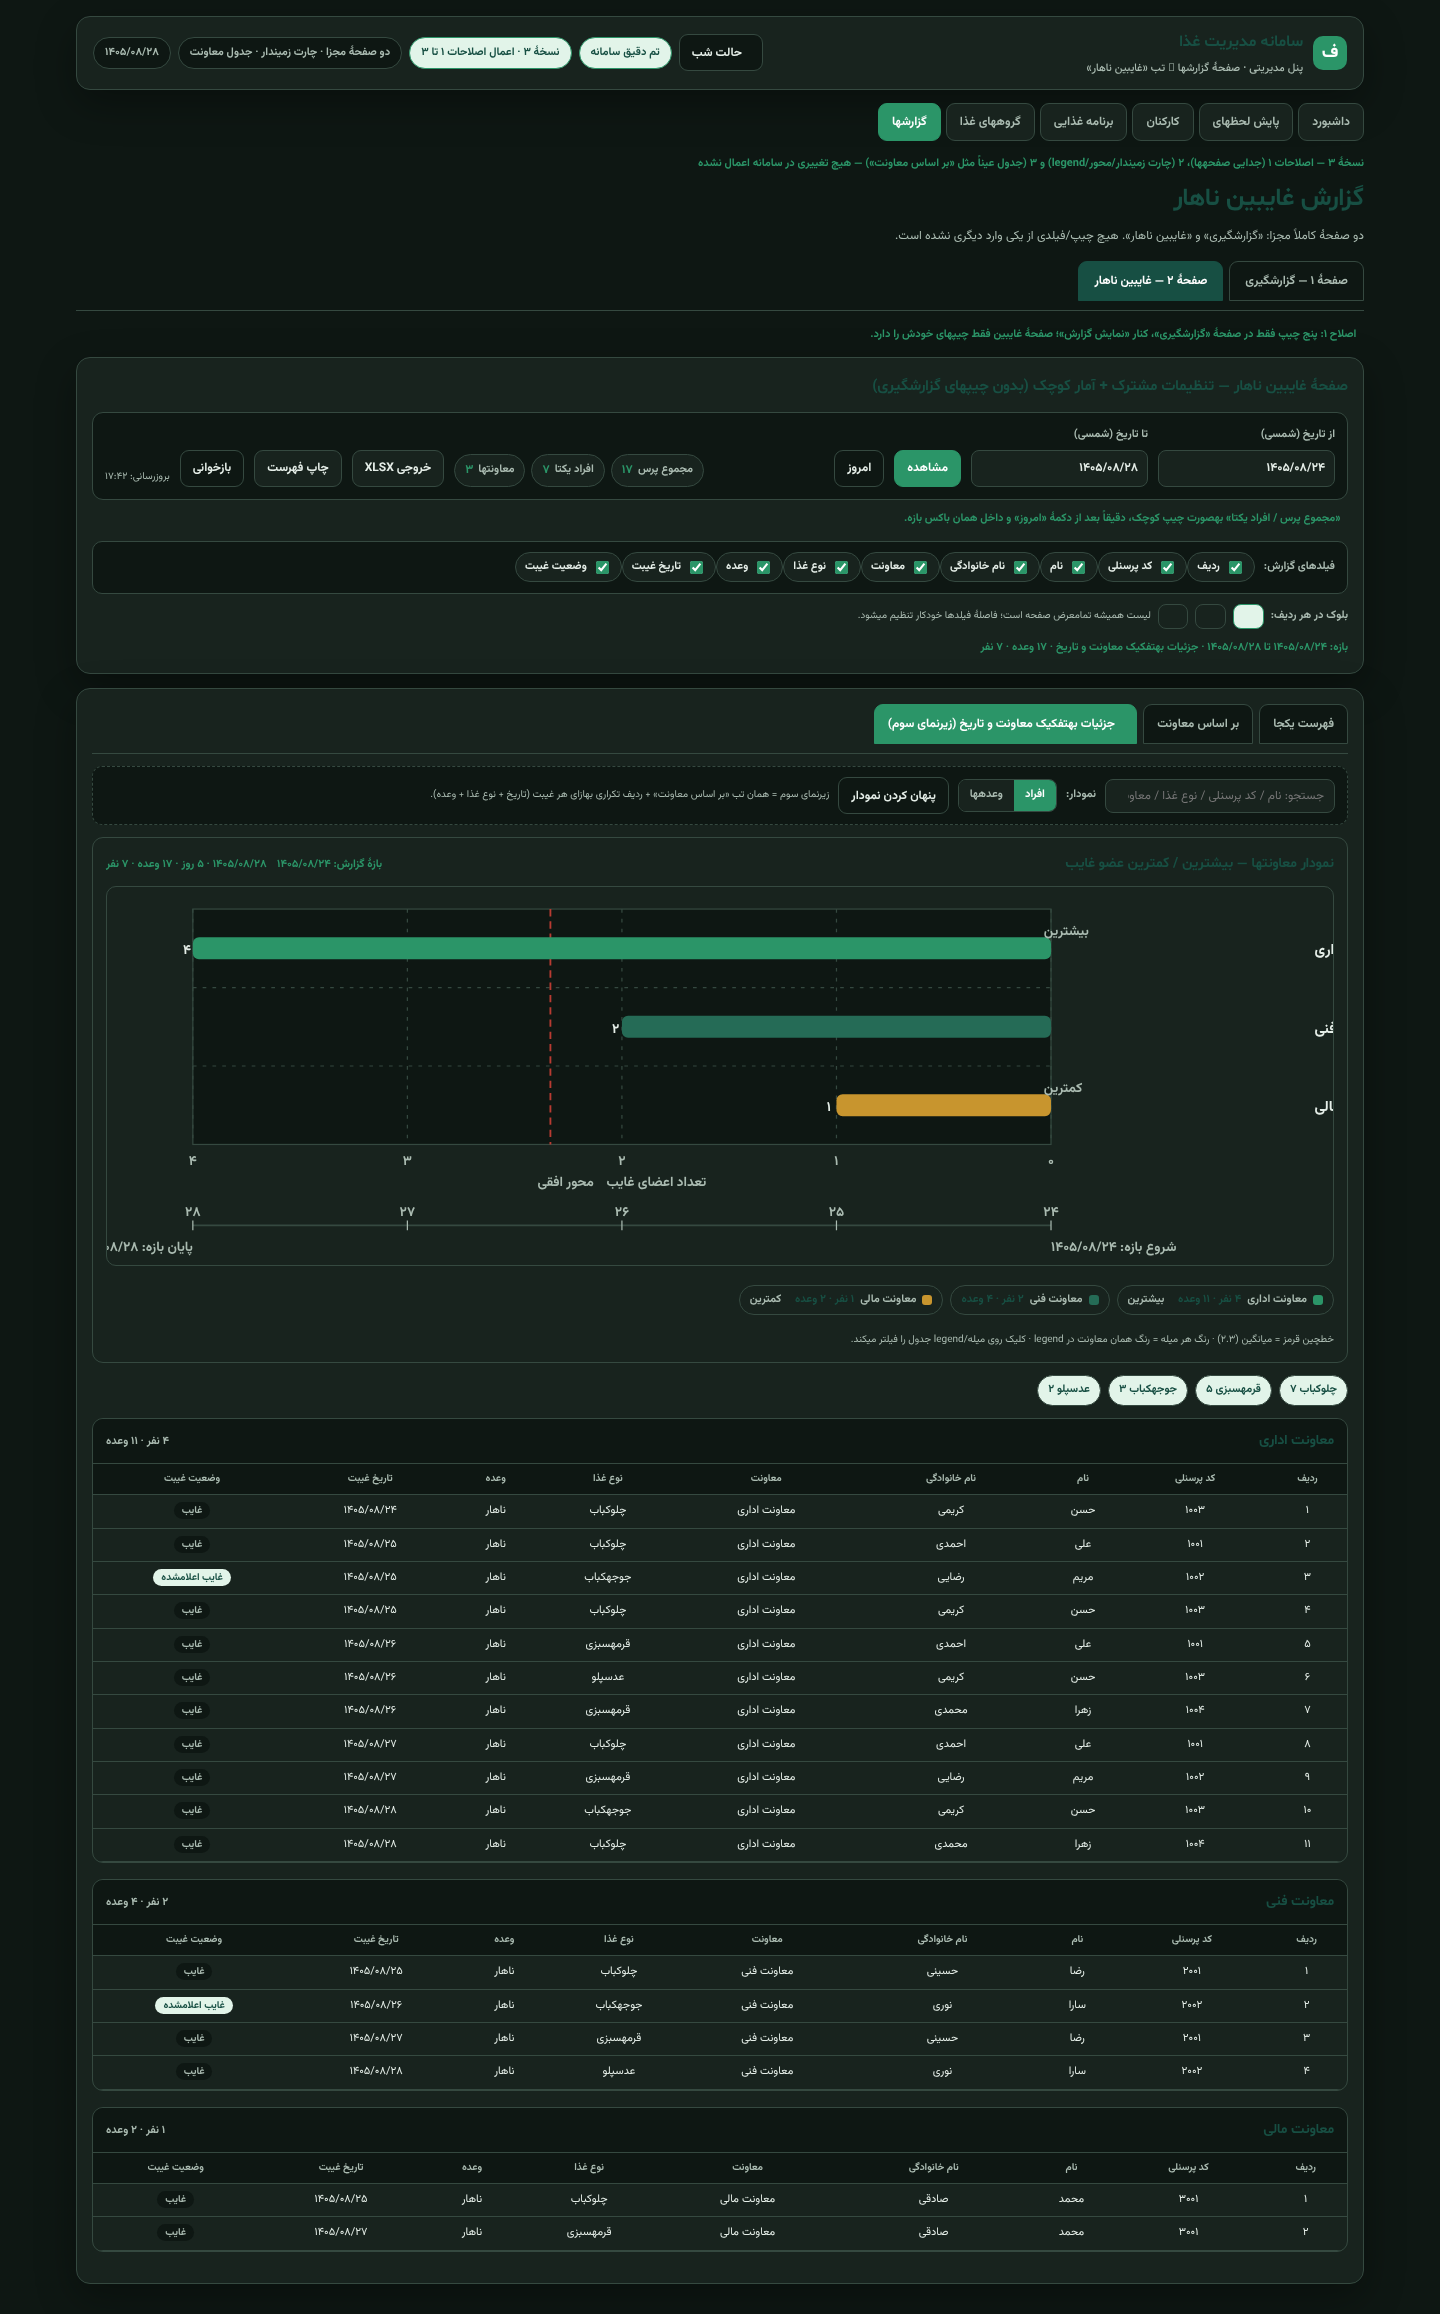 ف
سامانه مدیریت غذا
پنل مدیریتی · صفحهٔ گزارشها › تب «غایبین ناهار»
حالت شب
تم دقیق سامانه
نسخهٔ ۳ · اعمال اصلاحات ۱ تا ۳
دو صفحهٔ مجزا · چارت زمیندار · جدول معاونت
۱۴۰۵/۰۸/۲۸
داشبورد
پایش لحظهای
کارکنان
برنامه غذایی
گروههای غذا
گزارشها
نسخهٔ ۳ — اصلاحات ۱ (جدایی صفحهها)، ۲ (چارت زمیندار/محور/legend) و ۳ (جدول عیناً مثل «بر اساس معاونت») — هیچ تغییری در سامانه اعمال نشده
گزارش غایبین ناهار
دو صفحهٔ کاملاً مجزا: «گزارشگیری» و «غایبین ناهار». هیچ چیپ/فیلدی از یکی وارد دیگری نشده است.
صفحهٔ ۱ — گزارشگیری
صفحهٔ ۲ — غایبین ناهار
اصلاح ۱: پنج چیپ فقط در صفحهٔ «گزارشگیری»، کنار «نمایش گزارش»؛ صفحهٔ غایبین فقط چیپهای خودش را دارد.
صفحهٔ غایبین ناهار — تنظیمات مشترک + آمار کوچک (بدون چیپهای گزارشگیری)
از تاریخ (شمسی)
تا تاریخ (شمسی)
۱۴۰۵/۰۸/۲۴
۱۴۰۵/۰۸/۲۸
مشاهده
امروز
مجموع پرس ۱۷
افراد یکتا ۷
معاونتها ۳
خروجی XLSX
چاپ فهرست
بازخوانی
بروزرسانی: ۱۷:۴۲
«مجموع پرس / افراد یکتا» بهصورت چیپ کوچک، دقیقاً بعد از دکمهٔ «امروز» و داخل همان باکس بازه.
فیلدهای گزارش:
ردیف
کد پرسنلی
نام
نام خانوادگی
معاونت
نوع غذا
وعده
تاریخ غیبت
وضعیت غیبت
بلوک در هر ردیف:
لیست همیشه تمامعرض صفحه است؛ فاصلهٔ فیلدها خودکار تنظیم میشود.
بازه: ۱۴۰۵/۰۸/۲۴ تا ۱۴۰۵/۰۸/۲۸ · جزئیات بهتفکیک معاونت و تاریخ · ۱۷ وعده · ۷ نفر
فهرست یکجا
بر اساس معاونت
جزئیات بهتفکیک معاونت و تاریخ (زیرنمای سوم)
جستجو: نام / کد پرسنلی / نوع غذا / معاو
نمودار:
افراد
وعدهها
پنهان کردن نمودار
زیرنمای سوم = همان تب «بر اساس معاونت» + ردیف تکراری بهازای هر غیبت (تاریخ + نوع غذا + وعده).
نمودار معاونتها — بیشترین / کمترین عضو غایب
بازهٔ گزارش: ۱۴۰۵/۰۸/۲۴ ۱۴۰۵/۰۸/۲۸ · ۵ روز · ۱۷ وعده · ۷ نفر
بیشترین
اری
۴
فنی
۲
کمترین
الی
۱
۰
۱
۲
۳
۴
تعداد اعضای غایب محور افقی
۲۴
۲۵
۲۶
۲۷
۲۸
شروع بازه: ۱۴۰۵/۰۸/۲۴
پایان بازه: ۰۸/۲۸
معاونت اداری ۴ نفر · ۱۱ وعده بیشترین
معاونت فنی ۲ نفر · ۴ وعده
معاونت مالی ۱ نفر · ۲ وعده کمترین
خطچین قرمز = میانگین (۲.۳) · رنگ هر میله = رنگ همان معاونت در legend · کلیک روی میله/legend جدول را فیلتر میکند.
چلوکباب ۷
قرمهسبزی ۵
جوجهکباب ۳
عدسپلو ۲
معاونت اداری
۴ نفر · ۱۱ وعده
ردیف کد پرسنلی نام نام خانوادگی معاونت نوع غذا وعده تاریخ غیبت وضعیت غیبت
۱ ۱۰۰۳ حسن کریمی معاونت اداری چلوکباب ناهار ۱۴۰۵/۰۸/۲۴ غایب
۲ ۱۰۰۱ علی احمدی معاونت اداری چلوکباب ناهار ۱۴۰۵/۰۸/۲۵ غایب
۳ ۱۰۰۲ مریم رضایی معاونت اداری جوجهکباب ناهار ۱۴۰۵/۰۸/۲۵ غایب اعلامشده
۴ ۱۰۰۳ حسن کریمی معاونت اداری چلوکباب ناهار ۱۴۰۵/۰۸/۲۵ غایب
۵ ۱۰۰۱ علی احمدی معاونت اداری قرمهسبزی ناهار ۱۴۰۵/۰۸/۲۶ غایب
۶ ۱۰۰۳ حسن کریمی معاونت اداری عدسپلو ناهار ۱۴۰۵/۰۸/۲۶ غایب
۷ ۱۰۰۴ زهرا محمدی معاونت اداری قرمهسبزی ناهار ۱۴۰۵/۰۸/۲۶ غایب
۸ ۱۰۰۱ علی احمدی معاونت اداری چلوکباب ناهار ۱۴۰۵/۰۸/۲۷ غایب
۹ ۱۰۰۲ مریم رضایی معاونت اداری قرمهسبزی ناهار ۱۴۰۵/۰۸/۲۷ غایب
۱۰ ۱۰۰۳ حسن کریمی معاونت اداری جوجهکباب ناهار ۱۴۰۵/۰۸/۲۸ غایب
۱۱ ۱۰۰۴ زهرا محمدی معاونت اداری چلوکباب ناهار ۱۴۰۵/۰۸/۲۸ غایب
معاونت فنی
۲ نفر · ۴ وعده
ردیف کد پرسنلی نام نام خانوادگی معاونت نوع غذا وعده تاریخ غیبت وضعیت غیبت
۱ ۲۰۰۱ رضا حسینی معاونت فنی چلوکباب ناهار ۱۴۰۵/۰۸/۲۵ غایب
۲ ۲۰۰۲ سارا نوری معاونت فنی جوجهکباب ناهار ۱۴۰۵/۰۸/۲۶ غایب اعلامشده
۳ ۲۰۰۱ رضا حسینی معاونت فنی قرمهسبزی ناهار ۱۴۰۵/۰۸/۲۷ غایب
۴ ۲۰۰۲ سارا نوری معاونت فنی عدسپلو ناهار ۱۴۰۵/۰۸/۲۸ غایب
معاونت مالی
۱ نفر · ۲ وعده
ردیف کد پرسنلی نام نام خانوادگی معاونت نوع غذا وعده تاریخ غیبت وضعیت غیبت
۱ ۳۰۰۱ محمد صادقی معاونت مالی چلوکباب ناهار ۱۴۰۵/۰۸/۲۵ غایب
۲ ۳۰۰۱ محمد صادقی معاونت مالی قرمهسبزی ناهار ۱۴۰۵/۰۸/۲۷ غایب